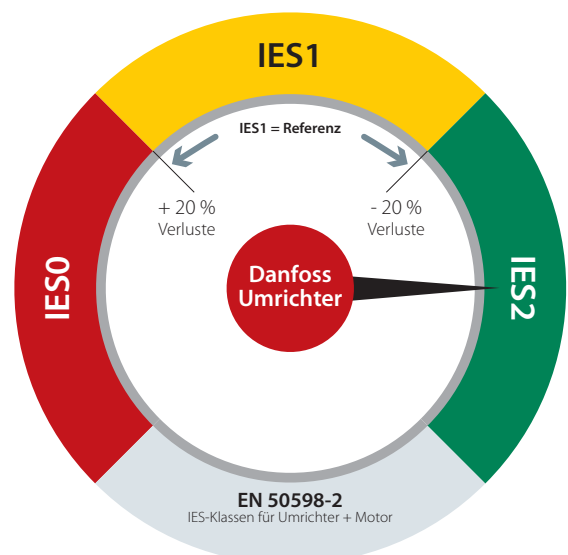 IES1
IES1 = Referenz
+ 20 %
Verluste
- 20 %
Verluste
IES0
Danfoss
Umrichter
IES2
EN 50598-2
IES-Klassen für Umrichter + Motor